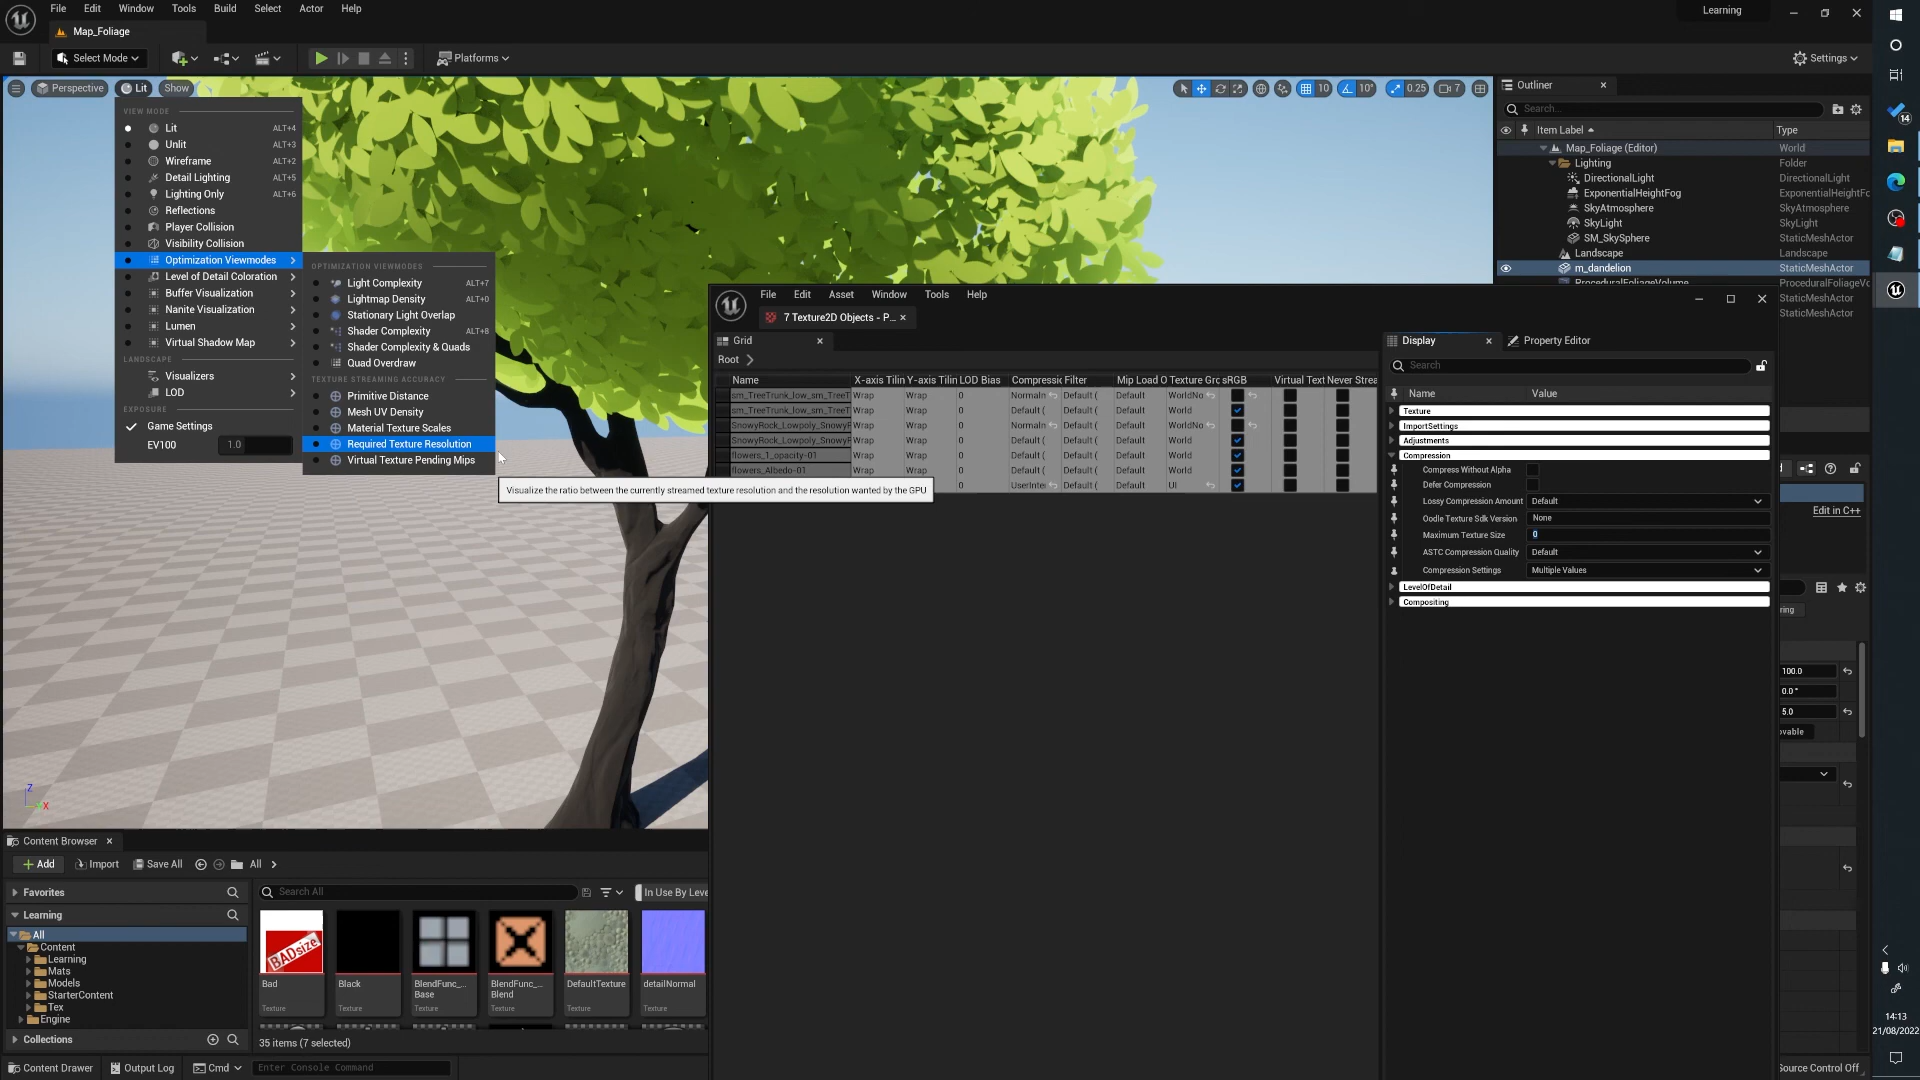 File Edit Window Tools Build Select Actor Help
Learning
Map_Foliage
Select Mode
Platforms
Settings
Perspective Lit Show
10 10° 0.25 7
VIEW MODE
Lit ALT+4
Unlit ALT+3
Wireframe ALT+2
Detail Lighting ALT+5
Lighting Only ALT+6
Reflections
Player Collision
Visibility Collision
Optimization Viewmodes
Level of Detail Coloration
Buffer Visualization
Nanite Visualization
Lumen
Virtual Shadow Map
LANDSCAPE
Visualizers
LOD
EXPOSURE
Game Settings
EV100 1.0
OPTIMIZATION VIEWMODES
Light Complexity ALT+7
Lightmap Density ALT+0
Stationary Light Overlap
Shader Complexity ALT+8
Shader Complexity & Quads
Quad Overdraw
TEXTURE STREAMING ACCURACY
Primitive Distance
Mesh UV Density
Material Texture Scales
Required Texture Resolution
Virtual Texture Pending Mips
Visualize the ratio between the currently streamed texture resolution and the resolution wanted by the GPU
Outliner
Search...
Item Label Type
Map_Foliage (Editor) World
Lighting Folder
DirectionalLight DirectionalLight
ExponentialHeightFog ExponentialHeightFo
SkyAtmosphere SkyAtmosphere
SkyLight SkyLight
SM_SkySphere StaticMeshActor
Landscape Landscape
m_dandelion StaticMeshActor
ProceduralFoliageVolume ProceduralFoliageVo
StaticMeshActor
StaticMeshActor
File Edit Asset Window Tools Help
7 Texture2D Objects - P...
Grid
Root
Name X-axis Tilin Y-axis Tilin LOD Bias Compressic Filter Mip Load O Texture Grc sRGB Virtual Text Never Strea
sm_TreeTrunk_low_sm_TreeT Wrap Wrap 0 Normaln Default ( Default WorldNo
sm_TreeTrunk_low_sm_TreeT Wrap Wrap 0 Default ( Default ( Default World
SnowyRock_Lowpoly_SnowyF Wrap Wrap 0 Normaln Default ( Default WorldNo
SnowyRock_Lowpoly_SnowyF Wrap Wrap 0 Default ( Default ( Default World
flowers_1_opacity-01 Wrap Wrap 0 Default ( Default ( Default World
flowers_Albedo-01 Wrap Wrap 0 Default ( Default ( Default World
0 UserInte Default ( Default UI
Display
Property Editor
Search
Name Value
Texture
ImportSettings
Adjustments
Compression
Compress Without Alpha
Defer Compression
Lossy Compression Amount Default
Oodle Texture Sdk Version None
Maximum Texture Size 0
ASTC Compression Quality Default
Compression Settings Multiple Values
LevelOfDetail
Compositing
Edit in C++
ring
100.0
0.0 °
5.0
ovable
Content Browser
Add Import Save All All
Favorites
Learning
All
Content
Learning
Mats
Models
StarterContent
Tex
Engine
Collections
Search All
In Use By Leve
BADsize
Bad
Texture
Black
Texture
BlendFunc_...
Base
Texture
BlendFunc_...
Blend
Texture
DefaultTexture
Texture
detailNormal
Texture
35 items (7 selected)
Content Drawer Output Log Cmd Enter Console Command
Source Control Off
Z
X
14
14:13
21/08/2022